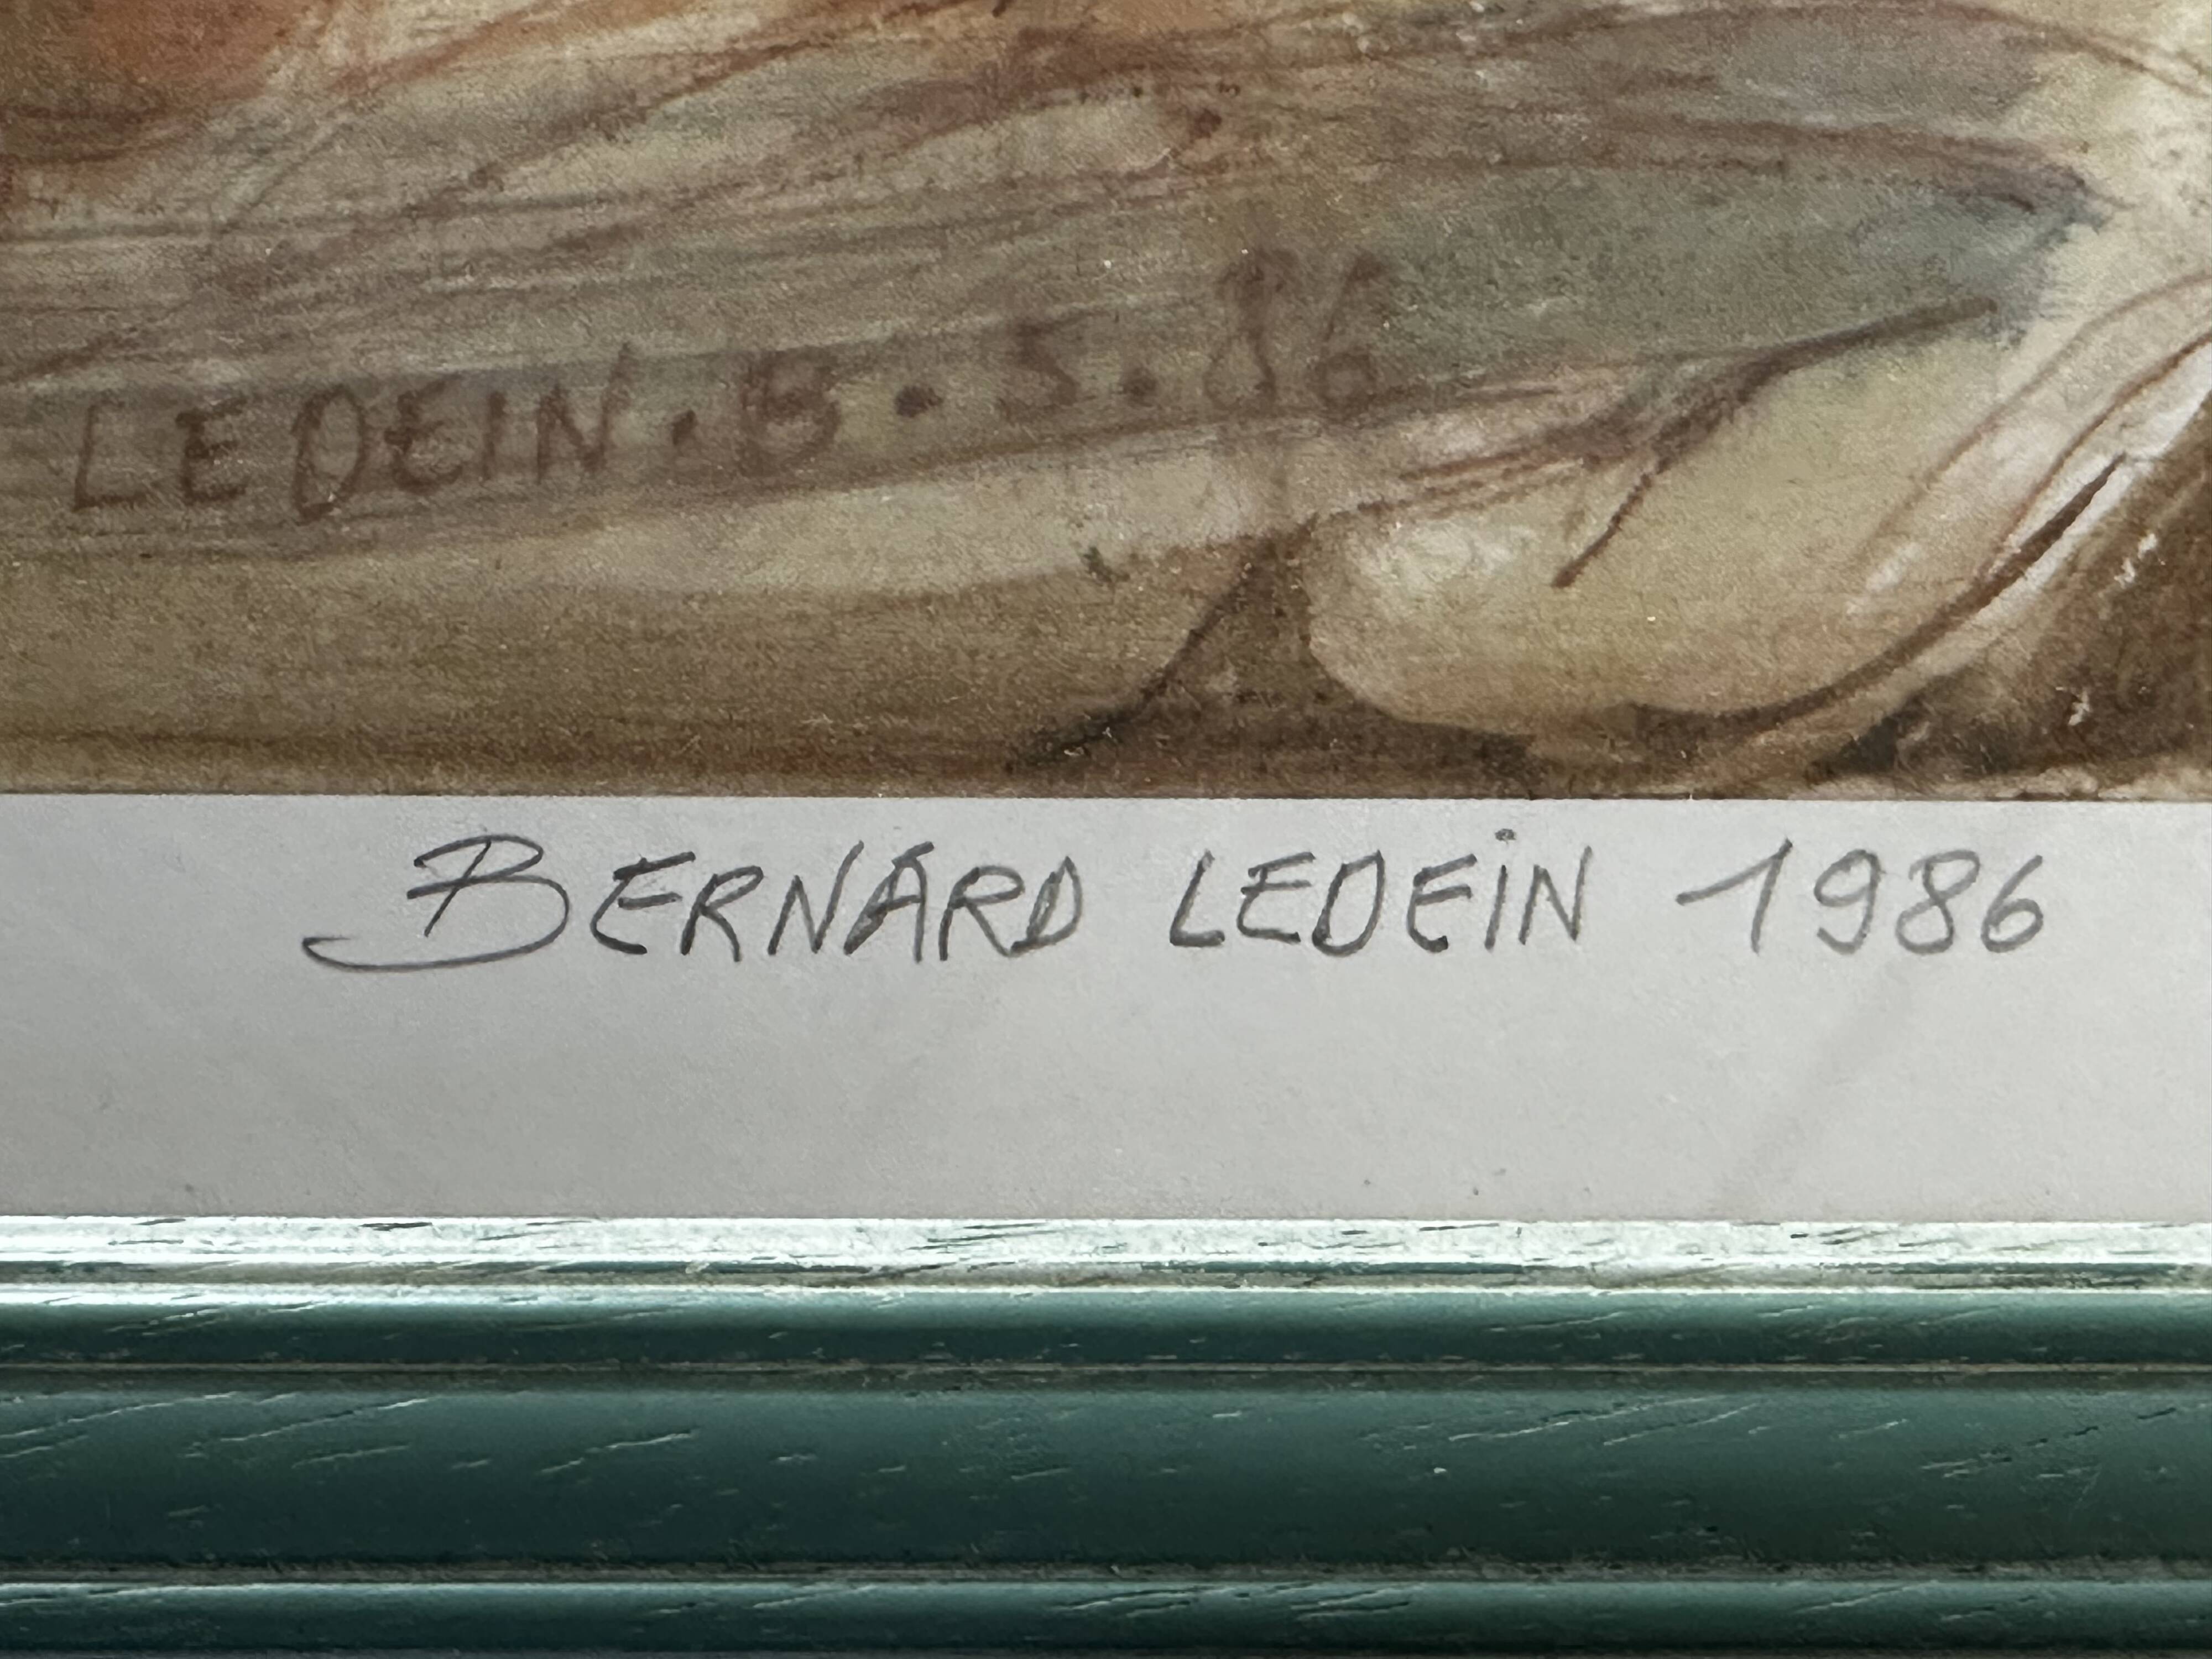 LEDEIN . B . 5 . 86
BERNARD LEDEIN 1986